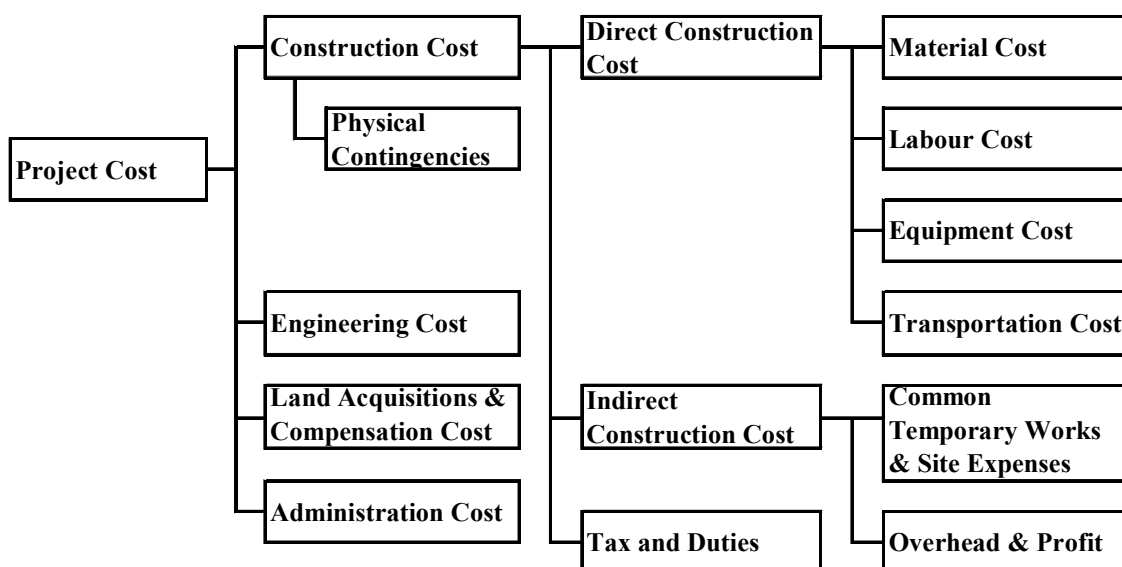 Project Cost
Construction Cost
Physical
Contingencies
Engineering Cost
Land Acquisitions &
Compensation Cost
Administration Cost
Direct Construction
Cost
Indirect
Construction Cost
Tax and Duties
Material Cost
Labour Cost
Equipment Cost
Transportation Cost
Common
Temporary Works
& Site Expenses
Overhead & Profit